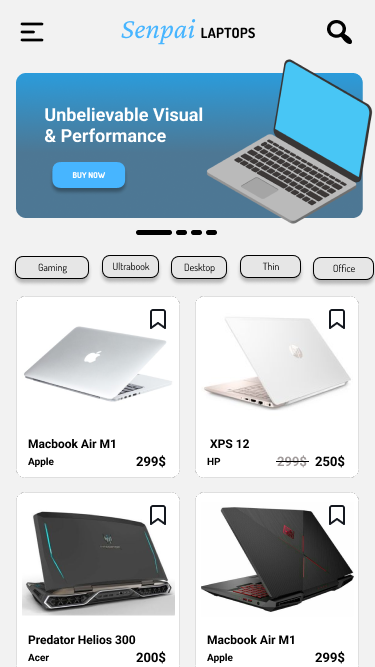 Senpai LAPTOPS
Unbelievable Visual
& Performance
BUY NOW
Gaming
Ultrabook
Desktop
Thin
Office
Macbook Air M1
Apple 299$
XPS 12
HP 299$ 250$
Predator Helios 300
Acer 200$
Macbook Air M1
Apple 299$